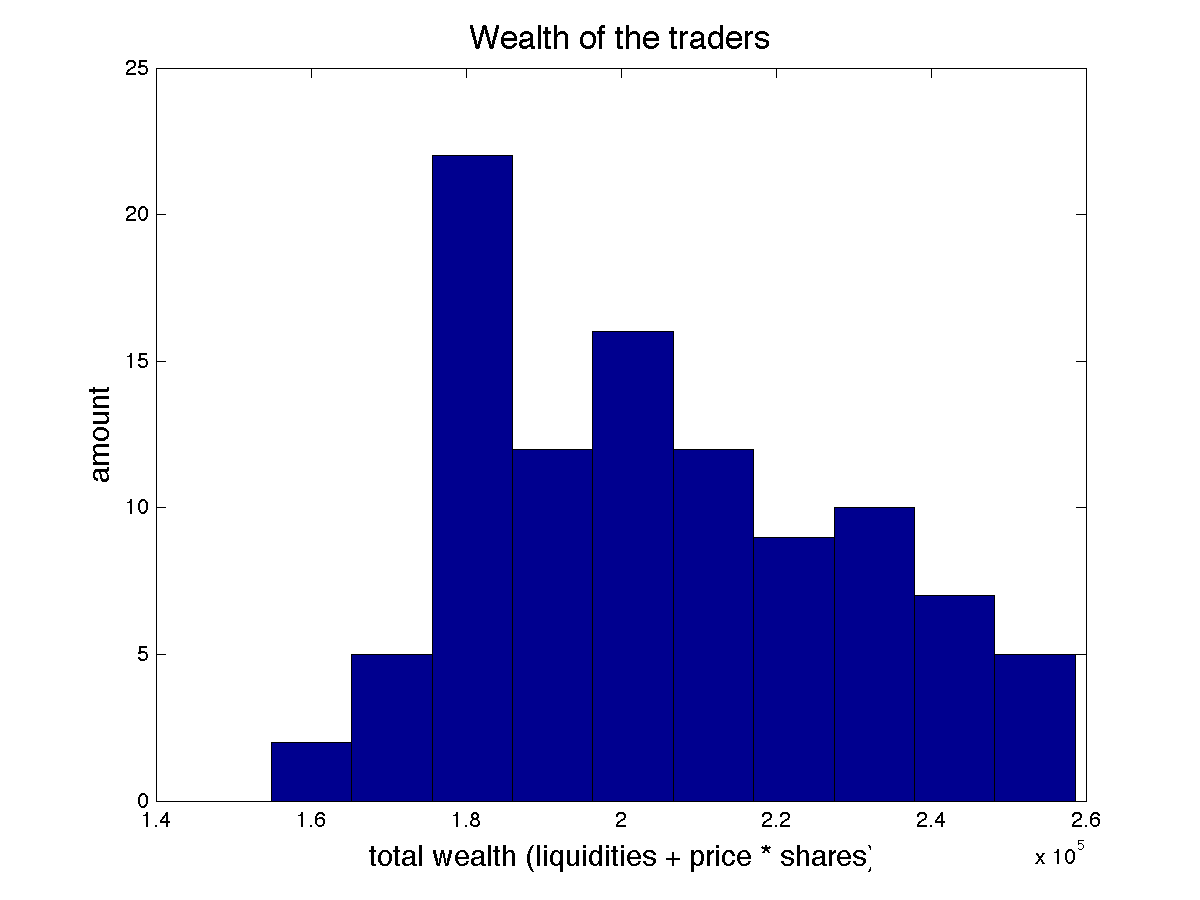 Wealth of the traders
25
20
15
10
5
0
amount
1.4 1.6 1.8 2 2.2 2.4 2.6
total wealth (liquidities + price * shares)
x 10^5